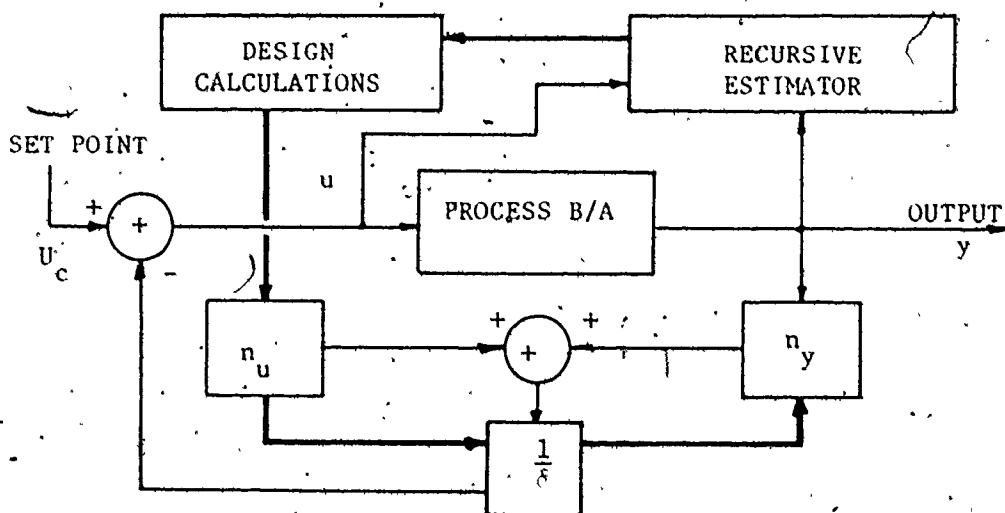 DESIGN
CALCULATIONS
RECURSIVE
ESTIMATOR
SET POINT
u
PROCESS B/A
OUTPUT
y
+
+
U_c
-
n_u
+
+
+
n_y
1/δ